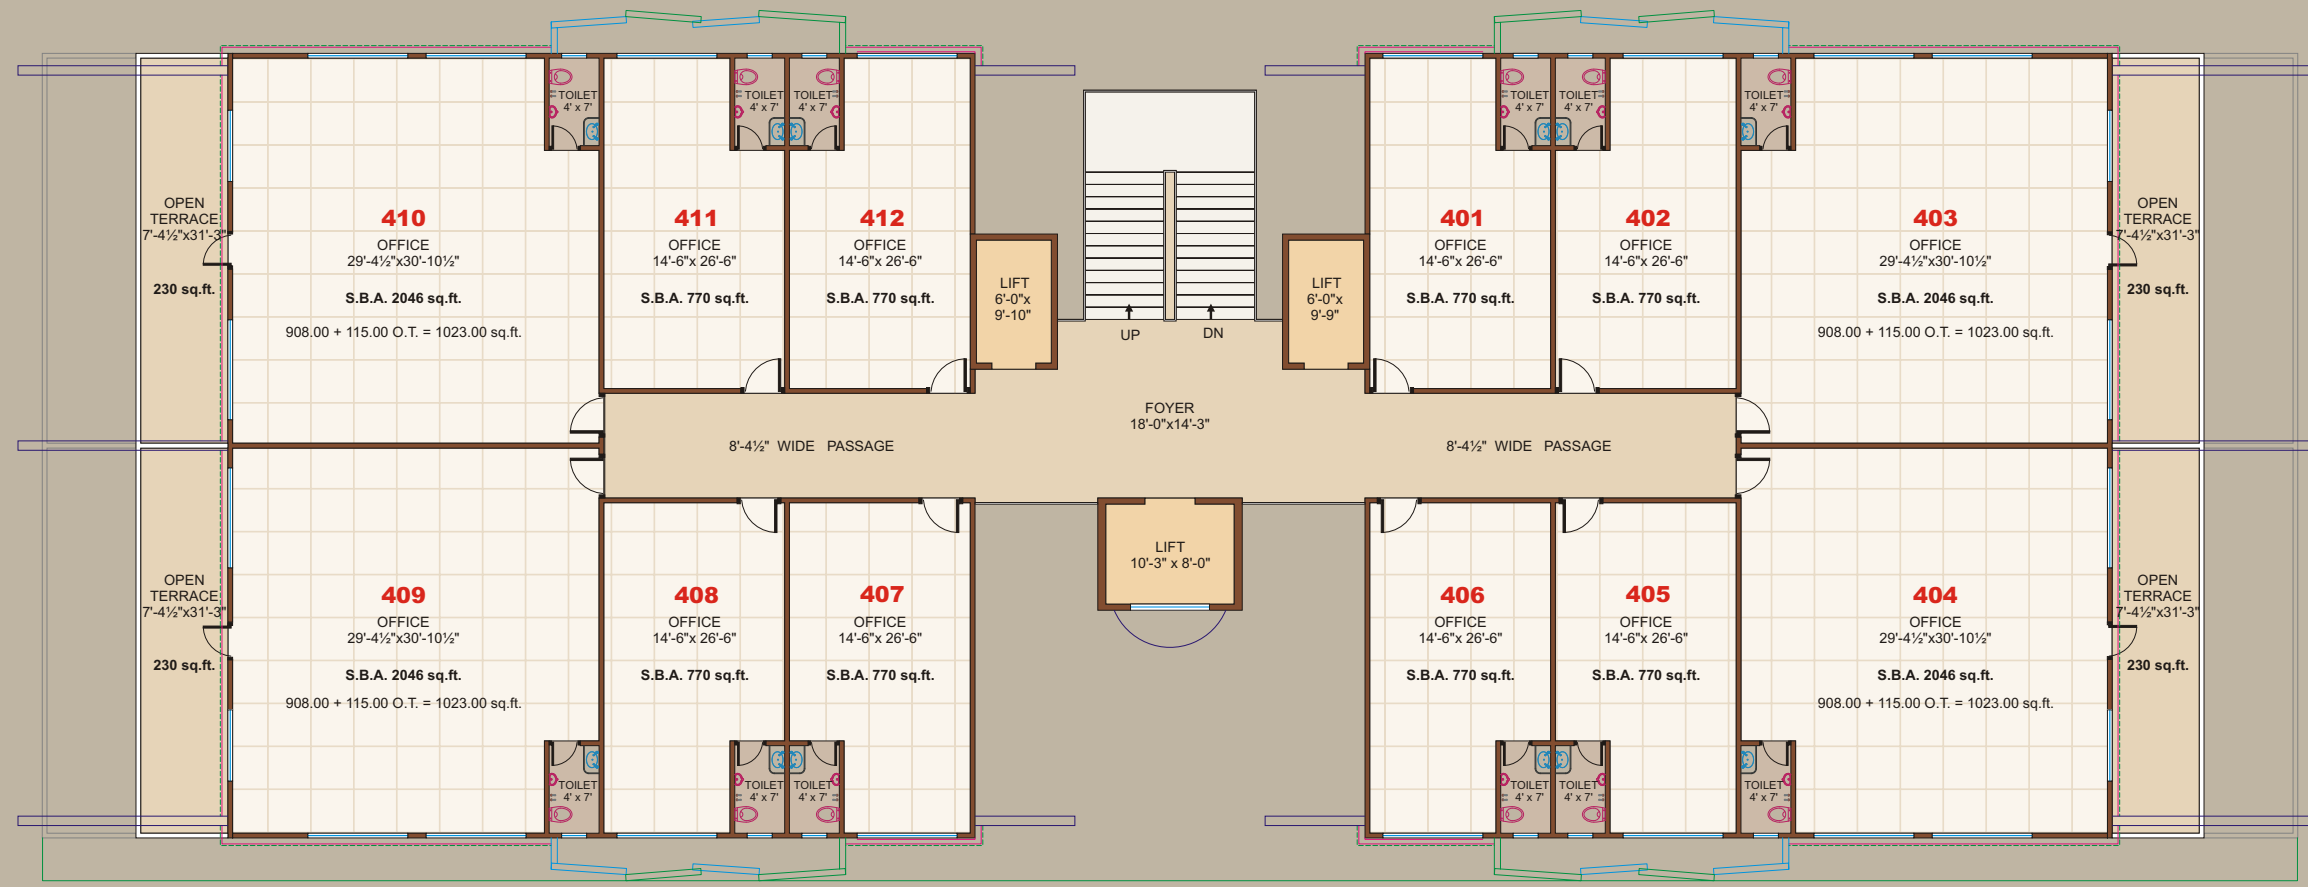 TOILET
4' x 7'
TOILET
4' x 7'
TOILET
4' x 7'
TOILET
4' x 7'
TOILET
4' x 7'
TOILET
4' x 7'
OPEN
TERRACE
7'-4½"x31'-3"
230 sq.ft.
410
OFFICE
29'-4½"x30'-10½"
S.B.A. 2046 sq.ft.
908.00 + 115.00 O.T. = 1023.00 sq.ft.
411
OFFICE
14'-6"x 26'-6"
S.B.A. 770 sq.ft.
412
OFFICE
14'-6"x 26'-6"
S.B.A. 770 sq.ft.
LIFT
6'-0"x
9'-10"
UP
DN
LIFT
6'-0"x
9'-9"
401
OFFICE
14'-6"x 26'-6"
S.B.A. 770 sq.ft.
402
OFFICE
14'-6"x 26'-6"
S.B.A. 770 sq.ft.
403
OFFICE
29'-4½"x30'-10½"
S.B.A. 2046 sq.ft.
908.00 + 115.00 O.T. = 1023.00 sq.ft.
OPEN
TERRACE
7'-4½"x31'-3"
230 sq.ft.
FOYER
18'-0"x14'-3"
8'-4½" WIDE PASSAGE
8'-4½" WIDE PASSAGE
LIFT
10'-3" x 8'-0"
OPEN
TERRACE
7'-4½"x31'-3"
230 sq.ft.
409
OFFICE
29'-4½"x30'-10½"
S.B.A. 2046 sq.ft.
908.00 + 115.00 O.T. = 1023.00 sq.ft.
408
OFFICE
14'-6"x 26'-6"
S.B.A. 770 sq.ft.
407
OFFICE
14'-6"x 26'-6"
S.B.A. 770 sq.ft.
406
OFFICE
14'-6"x 26'-6"
S.B.A. 770 sq.ft.
405
OFFICE
14'-6"x 26'-6"
S.B.A. 770 sq.ft.
404
OFFICE
29'-4½"x30'-10½"
S.B.A. 2046 sq.ft.
908.00 + 115.00 O.T. = 1023.00 sq.ft.
OPEN
TERRACE
7'-4½"x31'-3"
230 sq.ft.
TOILET
4' x 7'
TOILET
4' x 7'
TOILET
4' x 7'
TOILET
4' x 7'
TOILET
4' x 7'
TOILET
4' x 7'